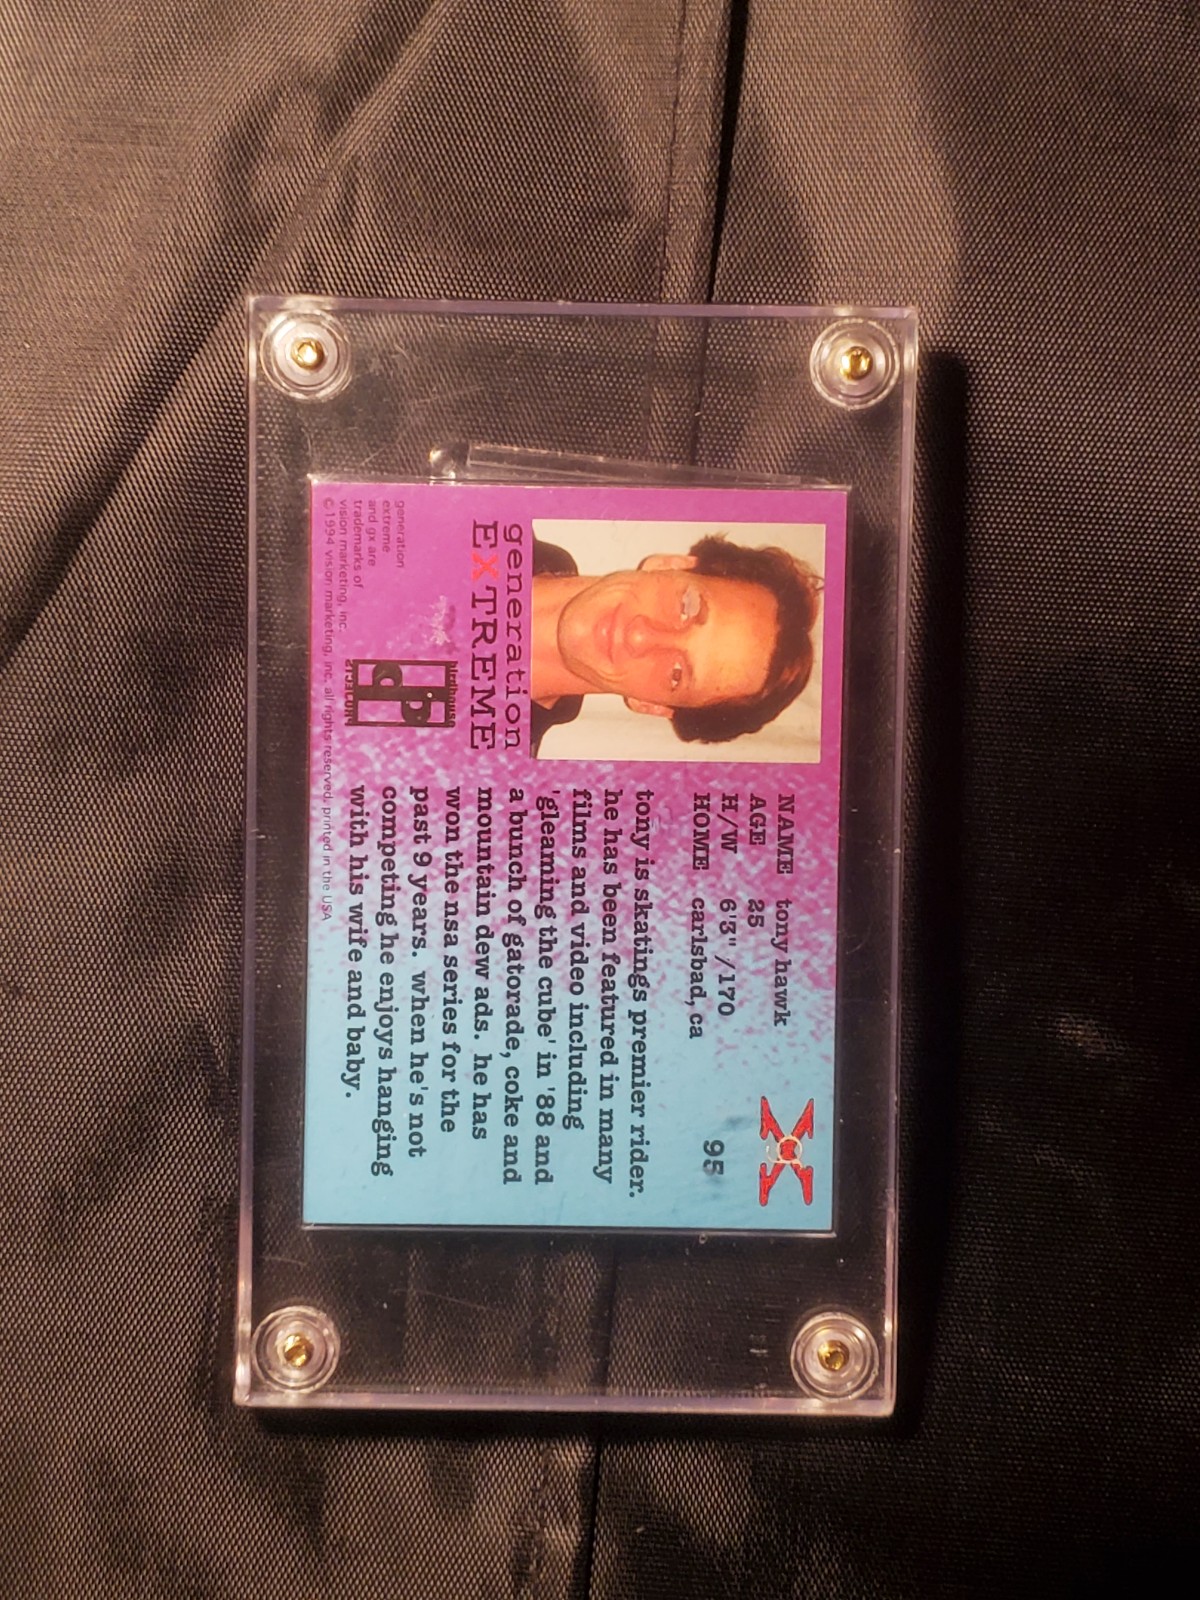 NAME tony hawk
AGE 25
H/W 6'3" /170
HOME carlsbad, ca
95
tony is skatings premier rider.
he has been featured in many
films and video including
'gleaming the cube' in '88 and
a bunch of gatorade, coke and
mountain dew ads. he has
won the nsa series for the
past 9 years. when he's not
competing he enjoys hanging
with his wife and baby.
generation
EXTREME
birdhouse
generation
extreme
and gx are
trademarks of
vision marketing, inc.
©1994 vision marketing, inc. all rights reserved. printed in the USA